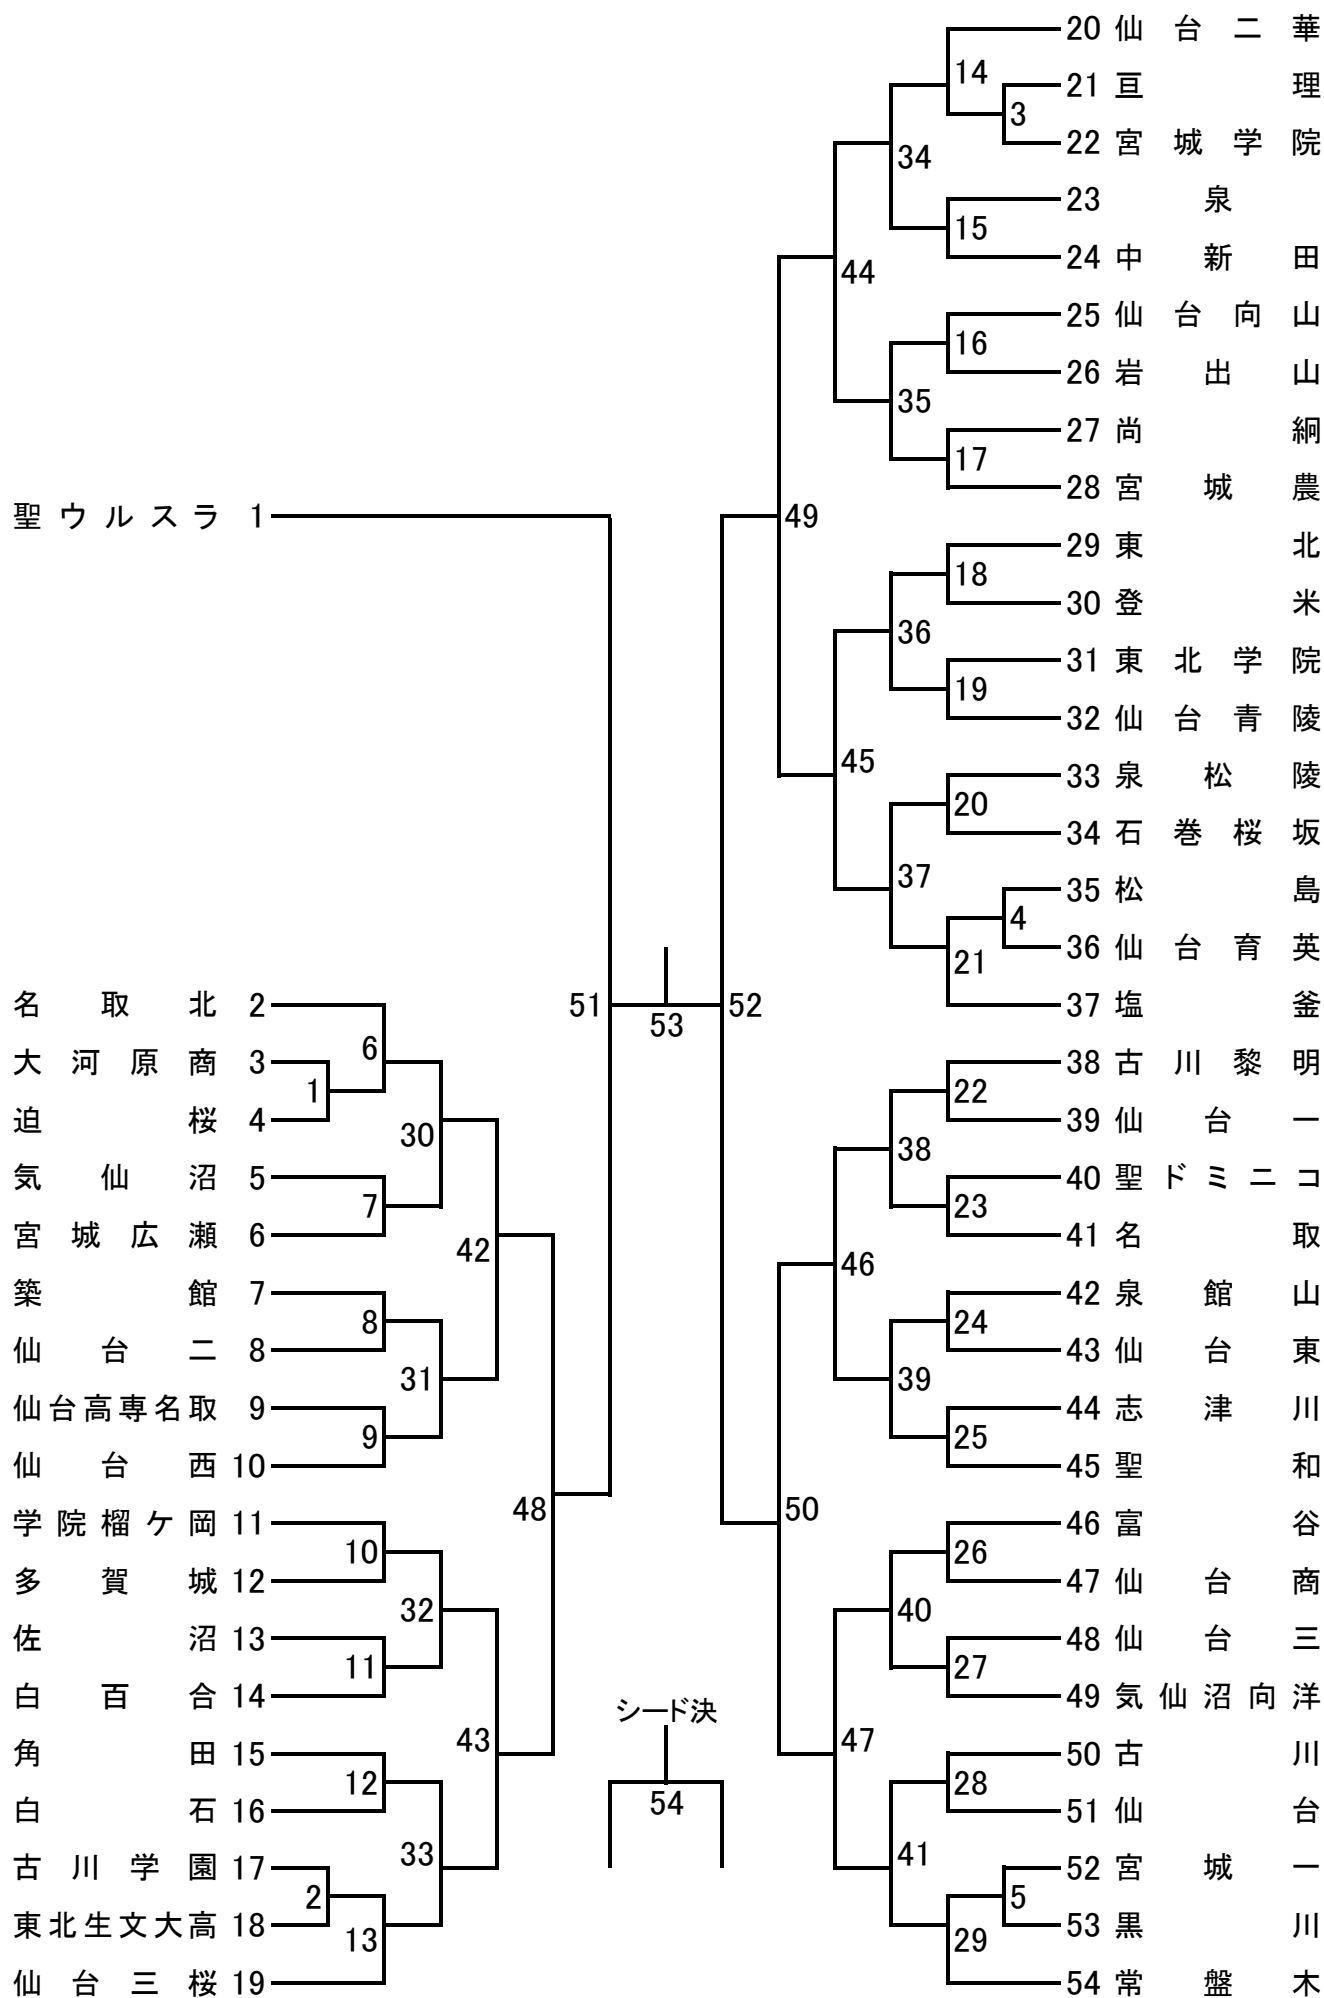 聖ウルスラ 1
名取北 2
大河原商 3
迫桜 4
気仙沼 5
宮城広瀬 6
築館 7
仙台二 8
仙台高専名取 9
仙台西 10
学院榴ケ岡 11
多賀城 12
佐沼 13
白百合 14
角田 15
白石 16
古川学園 17
東北生文大高 18
仙台三桜 19
1
2
6
7
8
9
10
11
12
13
30
31
32
33
42
43
48
51
53
52
シード決
54
49
50
44
45
46
47
34
35
36
37
38
39
40
41
14
15
16
17
18
19
20
21
22
23
24
25
26
27
28
29
3
4
5
20 仙台二華
21 亘理
22 宮城学院
23 泉
24 中新田
25 仙台向山
26 岩出山
27 尚絅
28 宮城農
29 東北
30 登米
31 東北学院
32 仙台青陵
33 泉松陵
34 石巻桜坂
35 松島
36 仙台育英
37 塩釜
38 古川黎明
39 仙台一
40 聖ドミニコ
41 名取
42 泉館山
43 仙台東
44 志津川
45 聖和
46 富谷
47 仙台商
48 仙台三
49 気仙沼向洋
50 古川
51 仙台
52 宮城一
53 黒川
54 常盤木